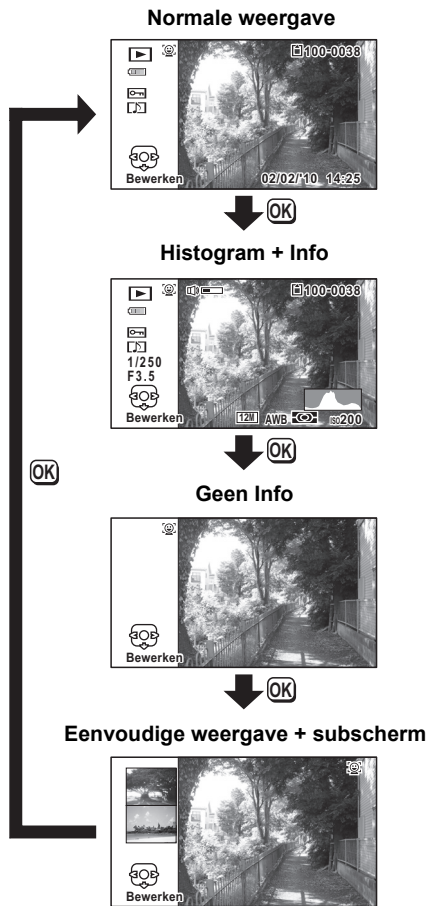 Normale weergave
100-0038
Bewerken
02/02/'10 14:25
OK
Histogram + Info
100-0038
1/250
F3.5
Bewerken
12M AWB ISO200
OK
OK
Geen Info
Bewerken
OK
Eenvoudige weergave + subscherm
Bewerken